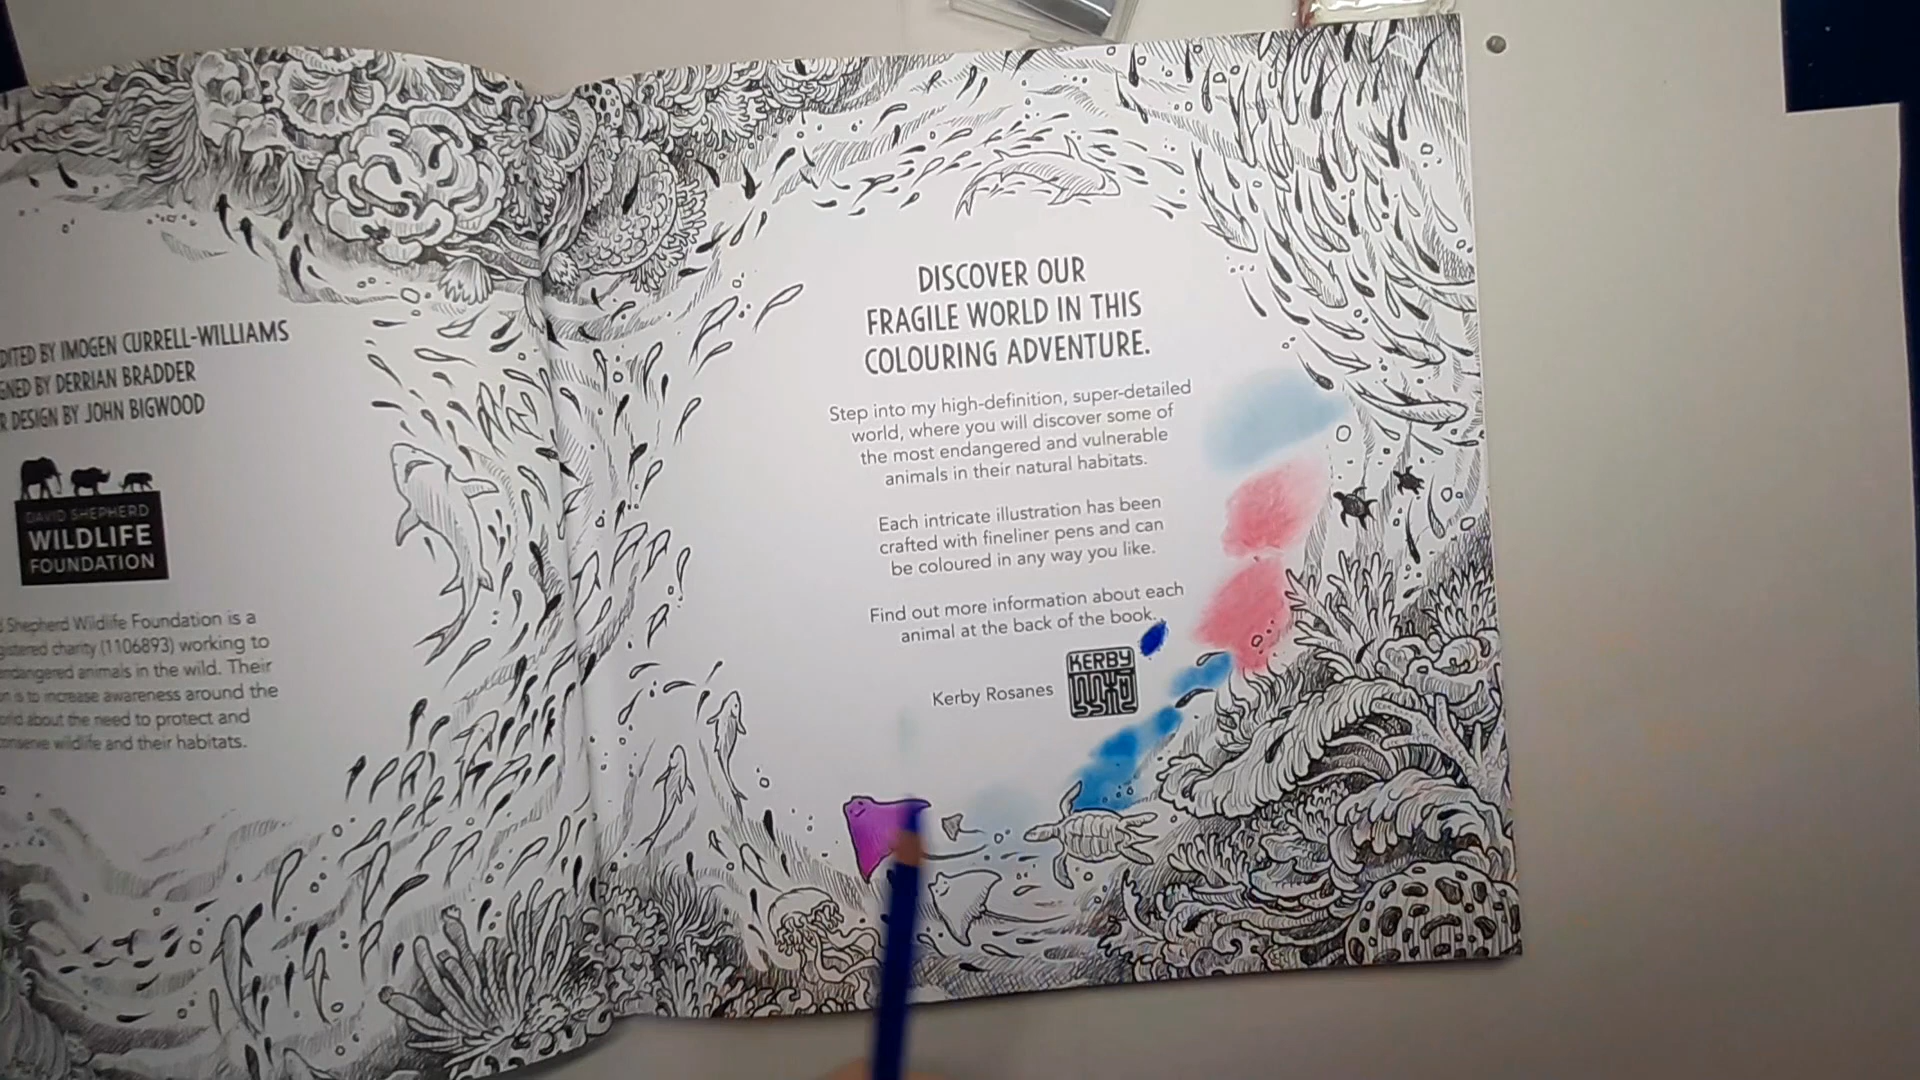 EDITED BY IMOGEN CURRELL-WILLIAMS
DESIGN BY JOHN BIGWOOD
BY DERRIAN BRADDER
DAVID SHEPHERD
WILDLIFE
FOUNDATION
Shepherd Wildlife Foundation is a
charity (1106893) working to
endangered animals in the wild. Their
is to increase awareness around the
about the need to protect and
conserve wildlife and their habitats.
DISCOVER OUR
FRAGILE WORLD IN THIS
COLOURING ADVENTURE.
Step into my high-definition, super-detailed
world, where you will discover some of
the most endangered and vulnerable
animals in their natural habitats.
Each intricate illustration has been
crafted with fineliner pens and can
be coloured in any way you like.
Find out more information about each
animal at the back of the book.
Kerby Rosanes
KERBY